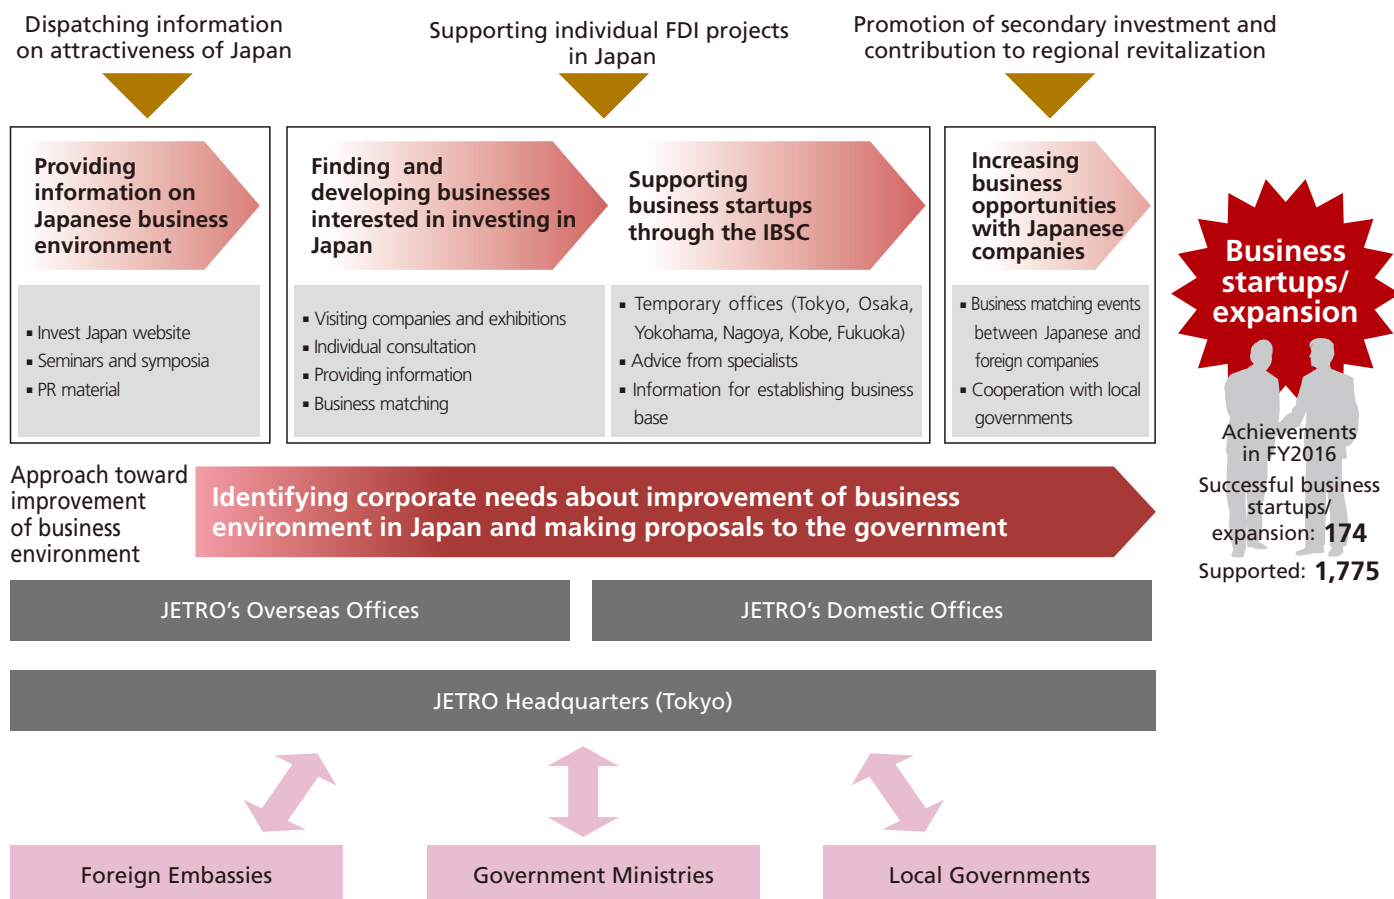 Dispatching information
on attractiveness of Japan
Supporting individual FDI projects
in Japan
Promotion of secondary investment and
contribution to regional revitalization
Providing
information on
Japanese business
environment
Finding and
developing businesses
interested in investing in
Japan
Supporting
business startups
through the IBSC
Increasing
business
opportunities
with Japanese
companies
▪ Invest Japan website
▪ Seminars and symposia
▪ PR material
▪ Visiting companies and exhibitions
▪ Individual consultation
▪ Providing information
▪ Business matching
▪ Temporary offices (Tokyo, Osaka,
Yokohama, Nagoya, Kobe, Fukuoka)
▪ Advice from specialists
▪ Information for establishing business
base
▪ Business matching events
between Japanese and
foreign companies
▪ Cooperation with local
governments
Business
startups/
expansion
Achievements
in FY2016
Successful business
startups/
expansion: 174
Supported: 1,775
Approach toward
improvement
of business
environment
Identifying corporate needs about improvement of business
environment in Japan and making proposals to the government
JETRO's Overseas Offices
JETRO's Domestic Offices
JETRO Headquarters (Tokyo)
Foreign Embassies
Government Ministries
Local Governments